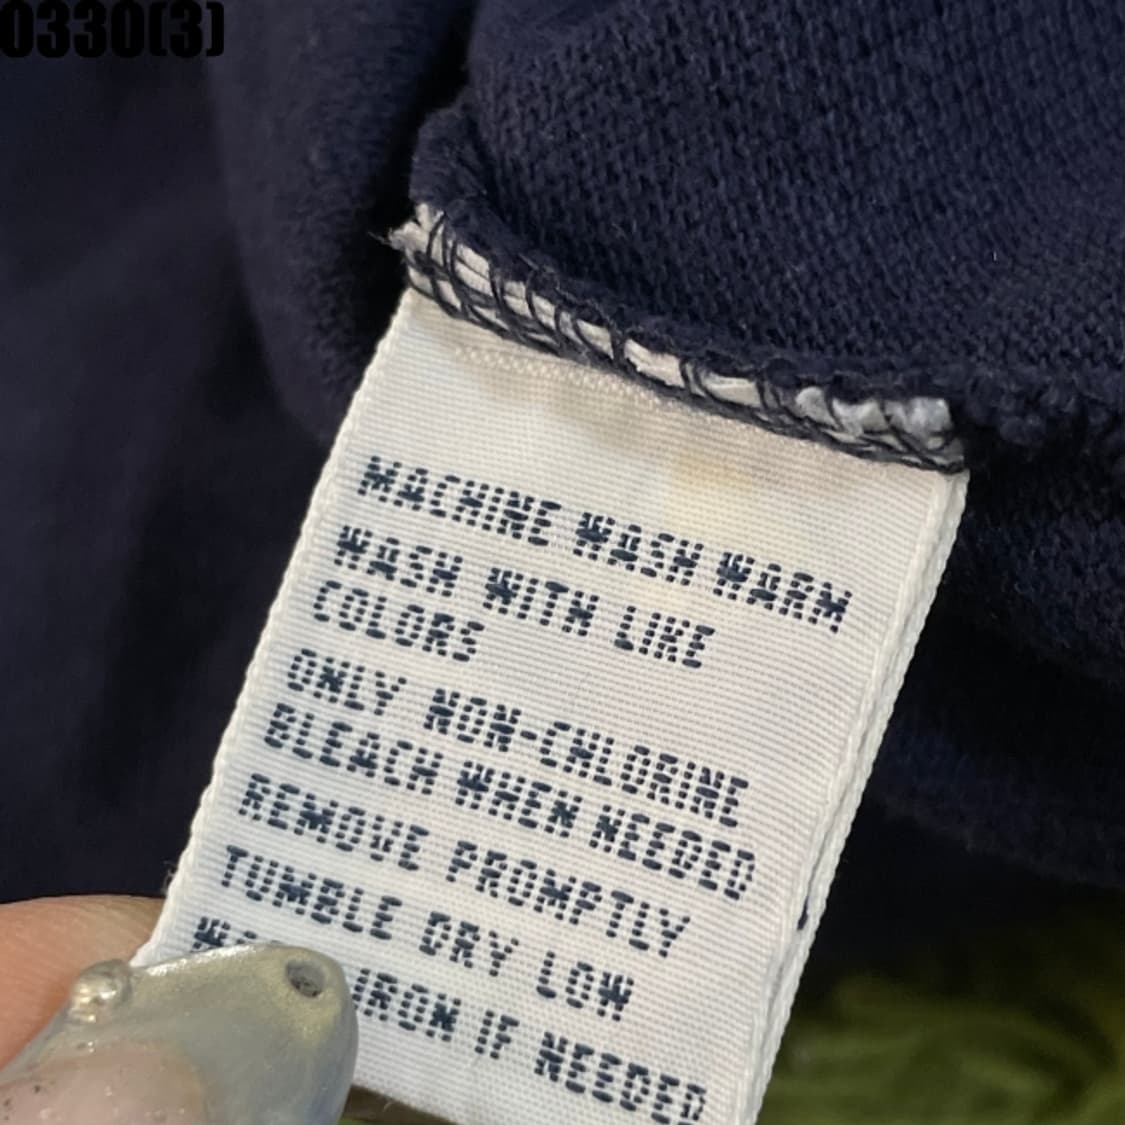 0330(3)
MACHINE WASH WARM
WASH WITH LIKE
COLORS
ONLY NON-CHLORINE
BLEACH WHEN NEEDED
REMOVE PROMPTLY
TUMBLE DRY LOW
IRON IF NEEDED